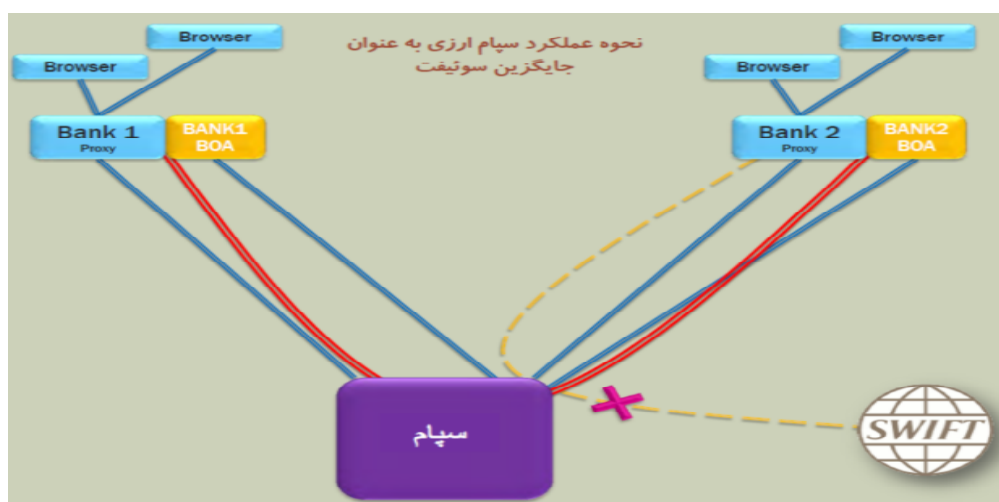 Browser
Browser
نحوه عملکرد سپام ارزی به عنوان
جایگزین سوئیفت
Browser
Browser
Bank 1
Proxy
BANK1
BOA
Bank 2
Proxy
BANK2
BOA
سپام
SWIFT